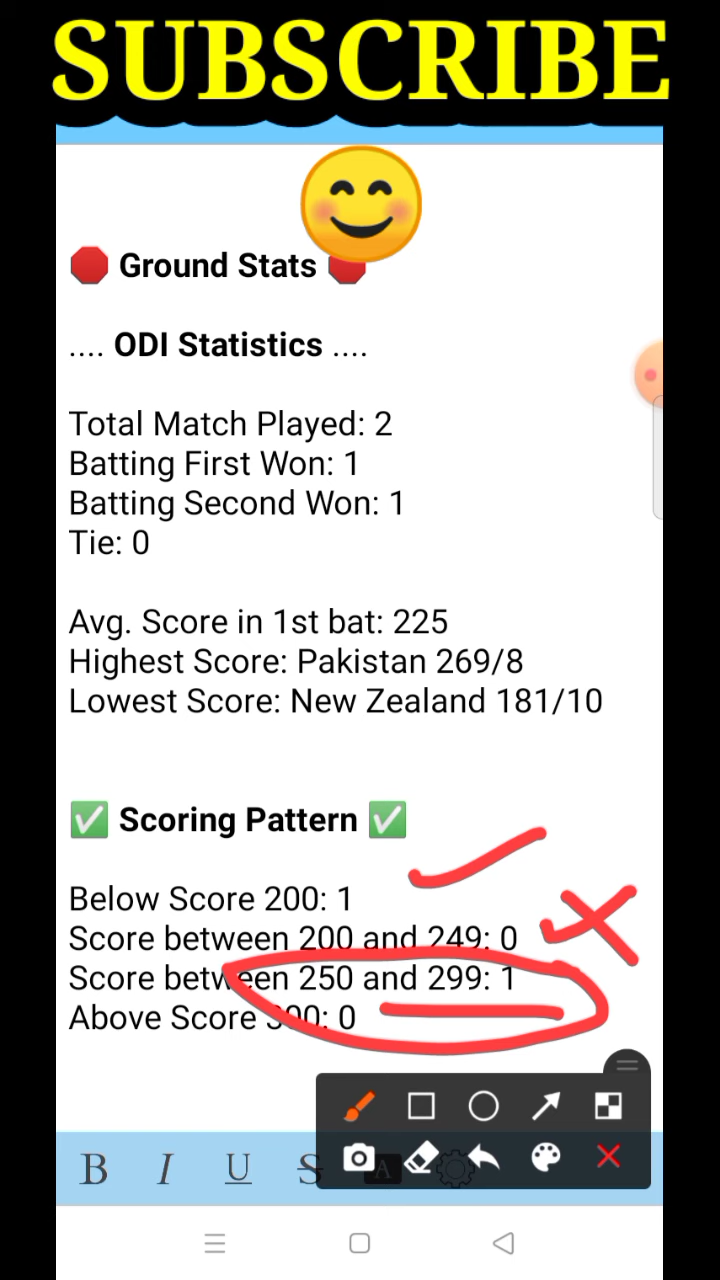 SUBSCRIBE
🛑 Ground Stats 🛑
.... ODI Statistics ....
Total Match Played: 2
Batting First Won: 1
Batting Second Won: 1
Tie: 0
Avg. Score in 1st bat: 225
Highest Score: Pakistan 269/8
Lowest Score: New Zealand 181/10
✅ Scoring Pattern ✅
Below Score 200: 1
Score between 200 and 249: 0
Score between 250 and 299: 1
Above Score 300: 0
B I U S A